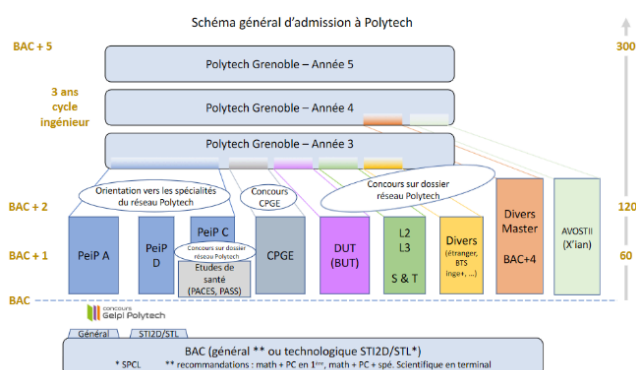 Schéma général d'admission à Polytech
BAC + 5
300
Polytech Grenoble – Année 5
3 ans
cycle
ingénieur
Polytech Grenoble – Année 4
Polytech Grenoble – Année 3
Orientation vers les spécialités
du réseau Polytech
Concours
CPGE
Concours sur dossier
réseau Polytech
BAC + 2
120
PeiP A
PeiP
D
PeiP C
Concours sur dossier
réseau Polytech
Etudes de
santé
(PACES, PASS)
CPGE
DUT
(BUT)
L2
L3
S & T
Divers
(étranger, BTS
inge+, ...)
Divers
Master
BAC+4
AVOSTII
(X'ian)
BAC + 1
60
BAC
concours
Geipi Polytech
Général
STI2D/STL
BAC (général ** ou technologique STI2D/STL*)
* SPCL ** recommandations : math + PC en 1ère, math + PC + spé. Scientifique en terminal